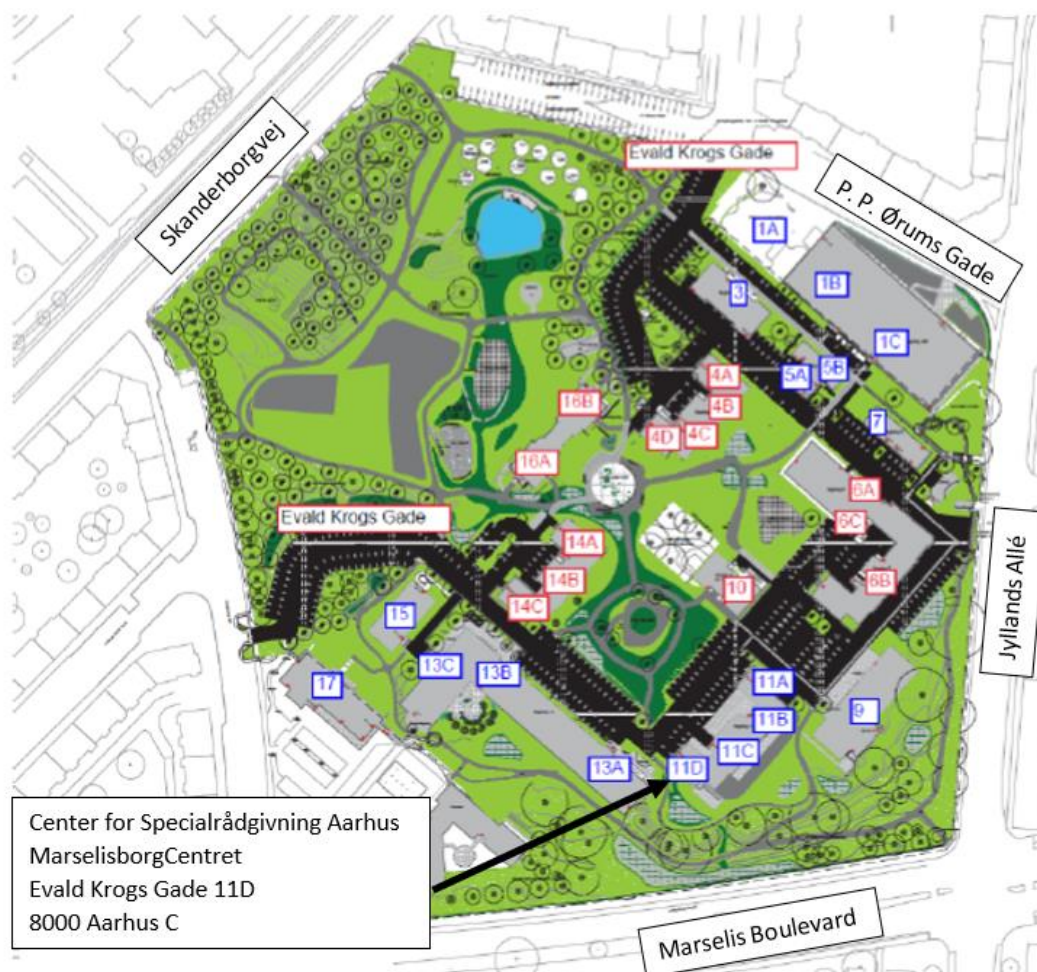 Evald Krogs Gade
Skanderborgvej
P. P. Ørums Gade
1A
1B
3
1C
5B
5A
4A
4B
16B
4D
4C
7
16A
6A
Evald Krogs Gade
6C
14A
Jyllands Allé
14B
6B
10
14C
15
13C
13B
11A
17
9
11B
11C
13A
11D
Center for Specialrådgivning Aarhus
MarselisborgCentret
Evald Krogs Gade 11D
8000 Aarhus C
Marselis Boulevard